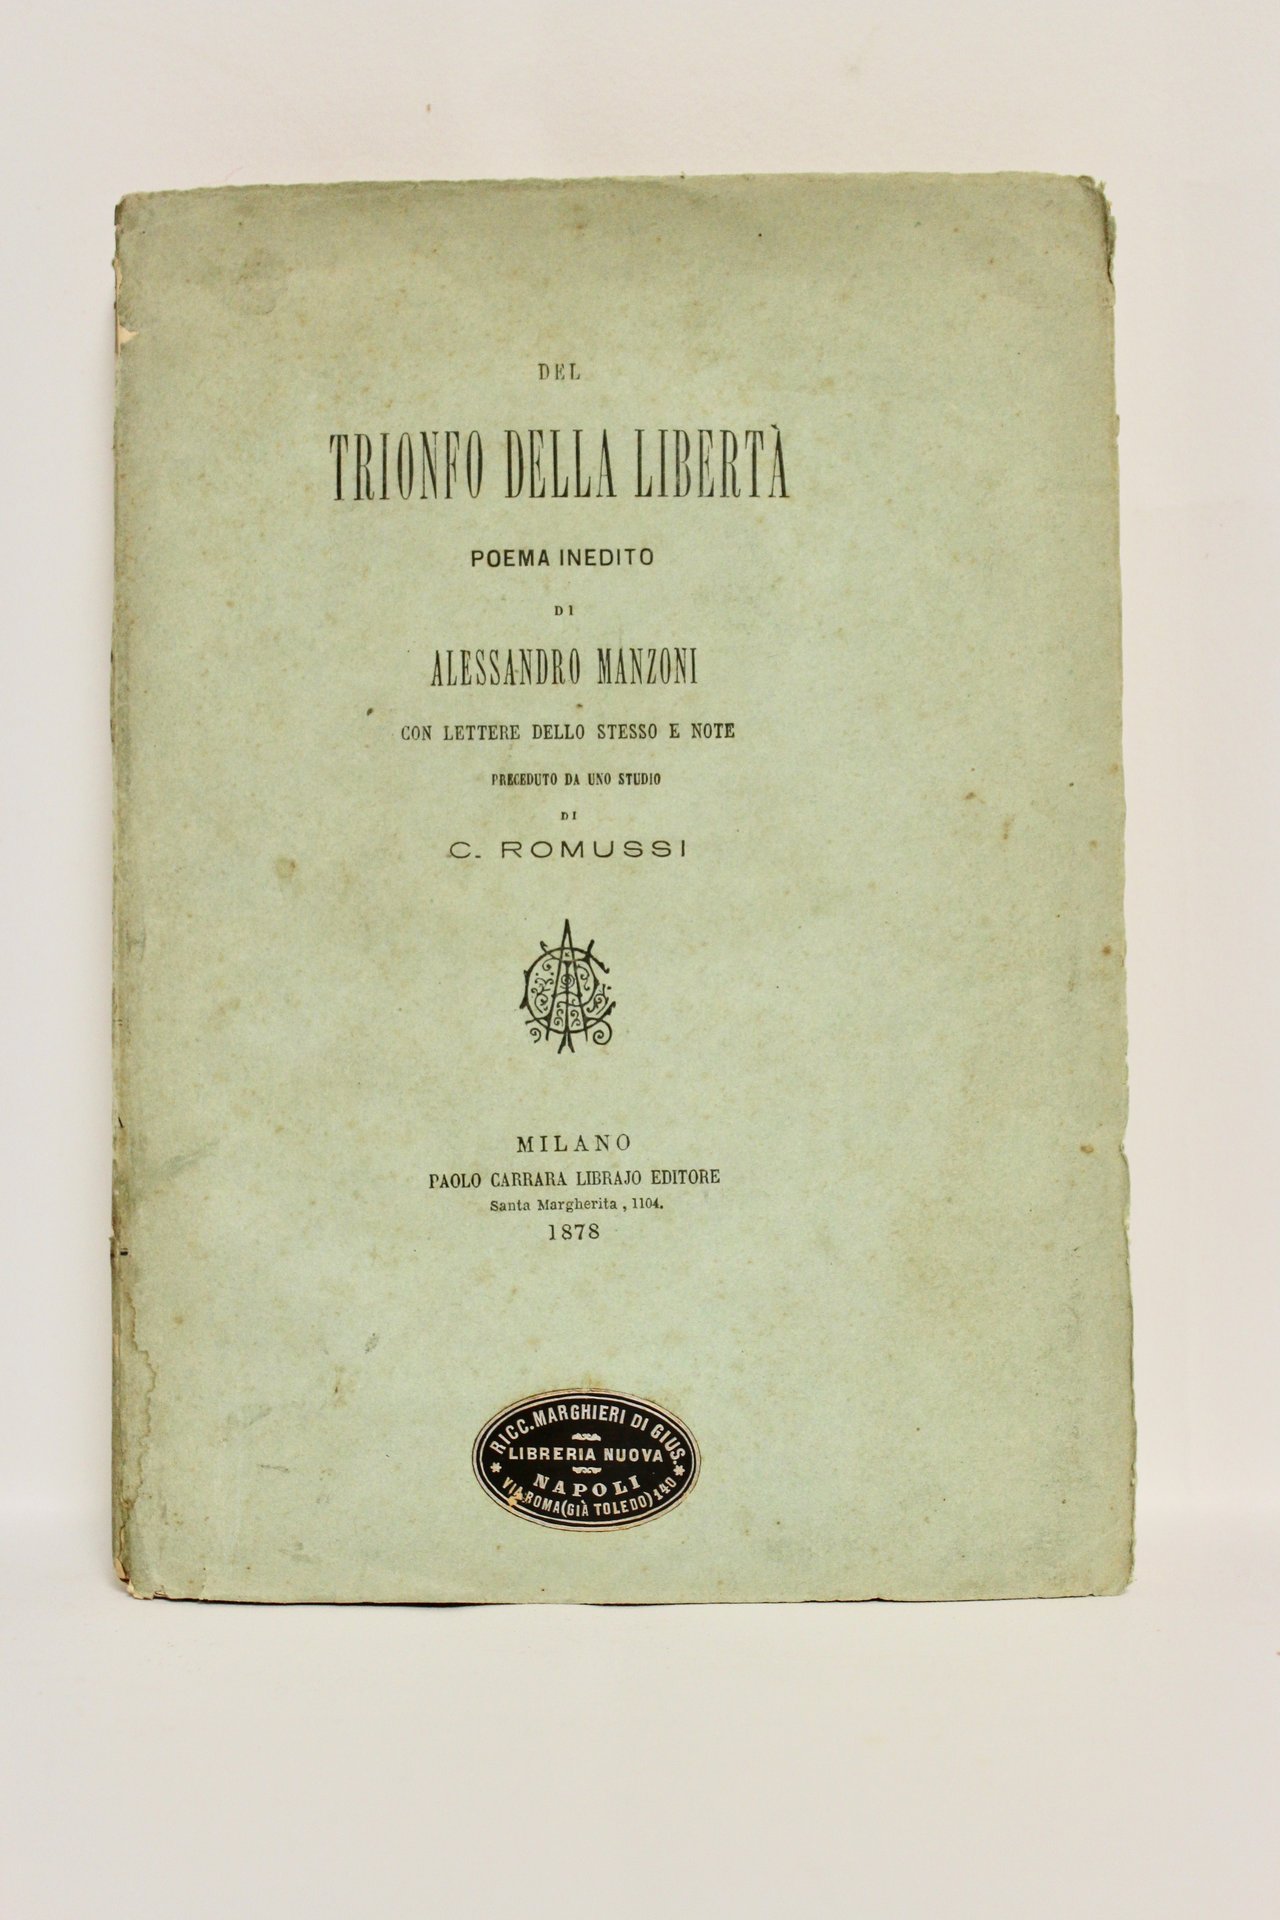 DEL
TRIONFO DELLA LIBERTÀ
POEMA INEDITO
DI
ALESSANDRO MANZONI
CON LETTERE DELLO STESSO E NOTE
PRECEDUTO DA UNO STUDIO
DI
C. ROMUSSI
MILANO
PAOLO CARRARA LIBRAJO EDITORE
Santa Margherita, 1104.
1878
RICC. MARGHIERI DI GIUS.
LIBRERIA NUOVA
NAPOLI
VIA ROMA (GIÀ TOLEDO) 140